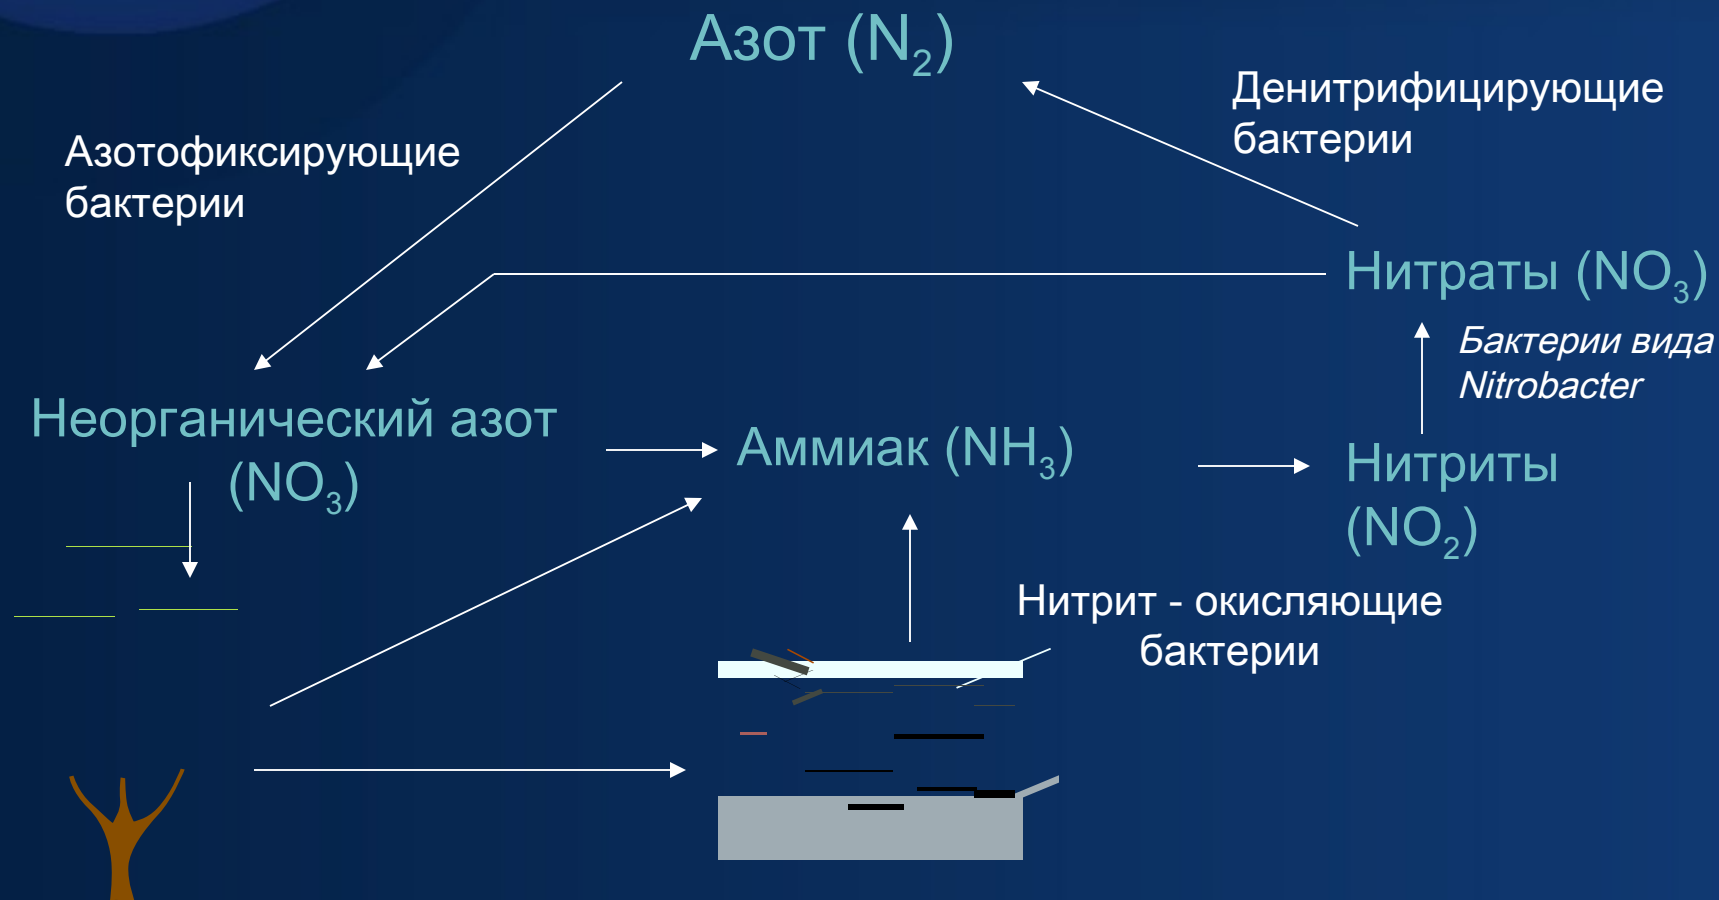 Азот (N₂)
Денитрифицирующие
бактерии
Азотофиксирующие
бактерии
Нитраты (NO₃)
Бактерии вида
Nitrobacter
Неорганический азот
(NO₃)
Аммиак (NH₃)
Нитриты
(NO₂)
Нитрит - окисляющие
бактерии